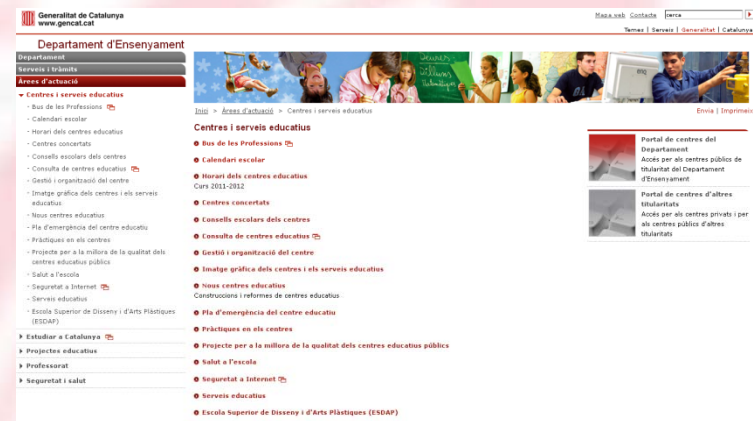 Generalitat de Catalunya
www.gencat.cat
Mapa web Contacte cerca
Temes | Serveis | Generalitat | Catalunya
Departament d'Ensenyament
Departament
Serveis i tràmits
Àrees d'actuació
Centres i serveis educatius
- Bus de les Professions
- Calendari escolar
- Horari dels centres educatius
- Centres concertats
- Consells escolars dels centres
- Consulta de centres educatius
- Gestió i organització del centre
- Imatge gràfica dels centres i els serveis
educatius
- Nous centres educatius
- Pla d'emergència del centre educatiu
- Pràctiques en els centres
- Projecte per a la millora de la qualitat dels
centres educatius públics
- Salut a l'escola
- Seguretat a Internet
- Serveis educatius
- Escola Superior de Disseny i d'Arts Plàstiques
(ESDAP)
Estudiar a Catalunya
Projectes educatius
Professorat
Seguretat i salut
Inici > Àrees d'actuació > Centres i serveis educatius
Envia | Imprimeix
Centres i serveis educatius
Bus de les Professions
Calendari escolar
Horari dels centres educatius
Curs 2011-2012
Centres concertats
Consells escolars dels centres
Consulta de centres educatius
Gestió i organització del centre
Imatge gràfica dels centres i els serveis educatius
Nous centres educatius
Construccions i reformes de centres educatius
Pla d'emergència del centre educatiu
Pràctiques en els centres
Projecte per a la millora de la qualitat dels centres educatius públics
Salut a l'escola
Seguretat a Internet
Serveis educatius
Escola Superior de Disseny i d'Arts Plàstiques (ESDAP)
Portal de centres del
Departament
Accés per als centres públics de
titularitat del Departament
d'Ensenyament
Portal de centres d'altres
titularitats
Accés per als centres privats i per
als centres públics d'altres
titularitats